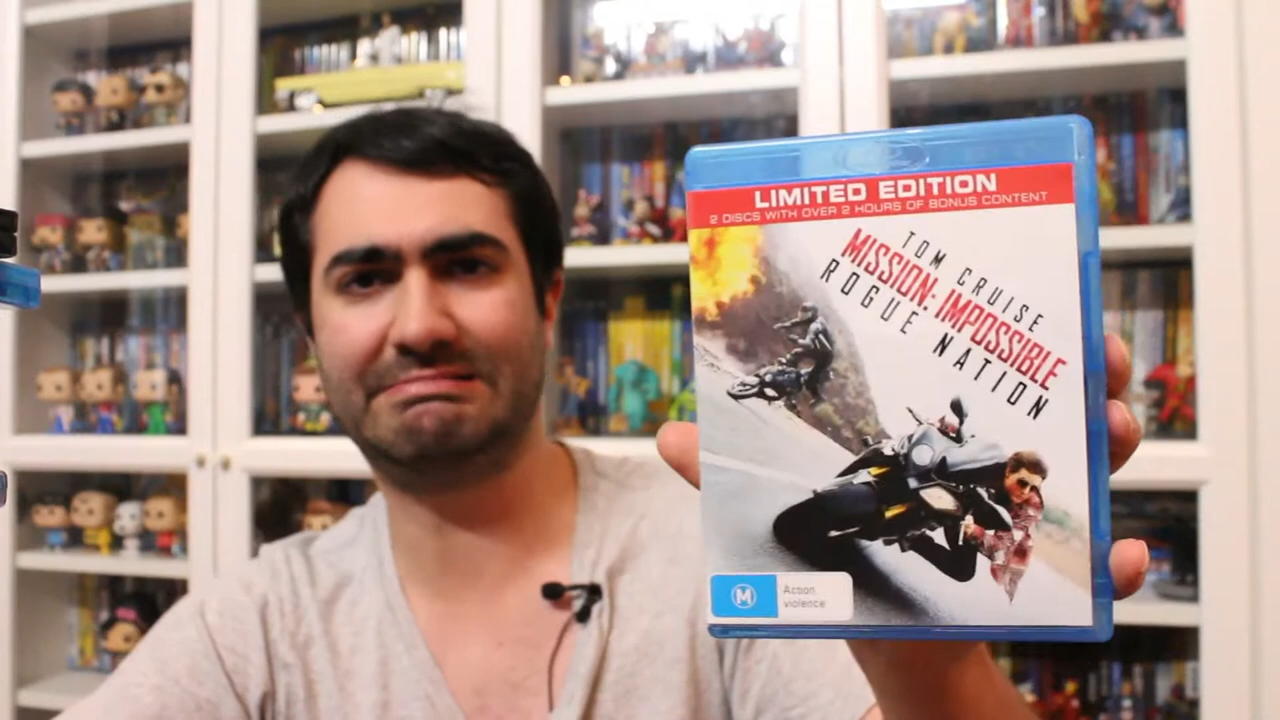 LIMITED EDITION
2 DISCS WITH OVER 2 HOURS OF BONUS CONTENT
TOM CRUISE
MISSION: IMPOSSIBLE
ROGUE NATION
M
Action
violence